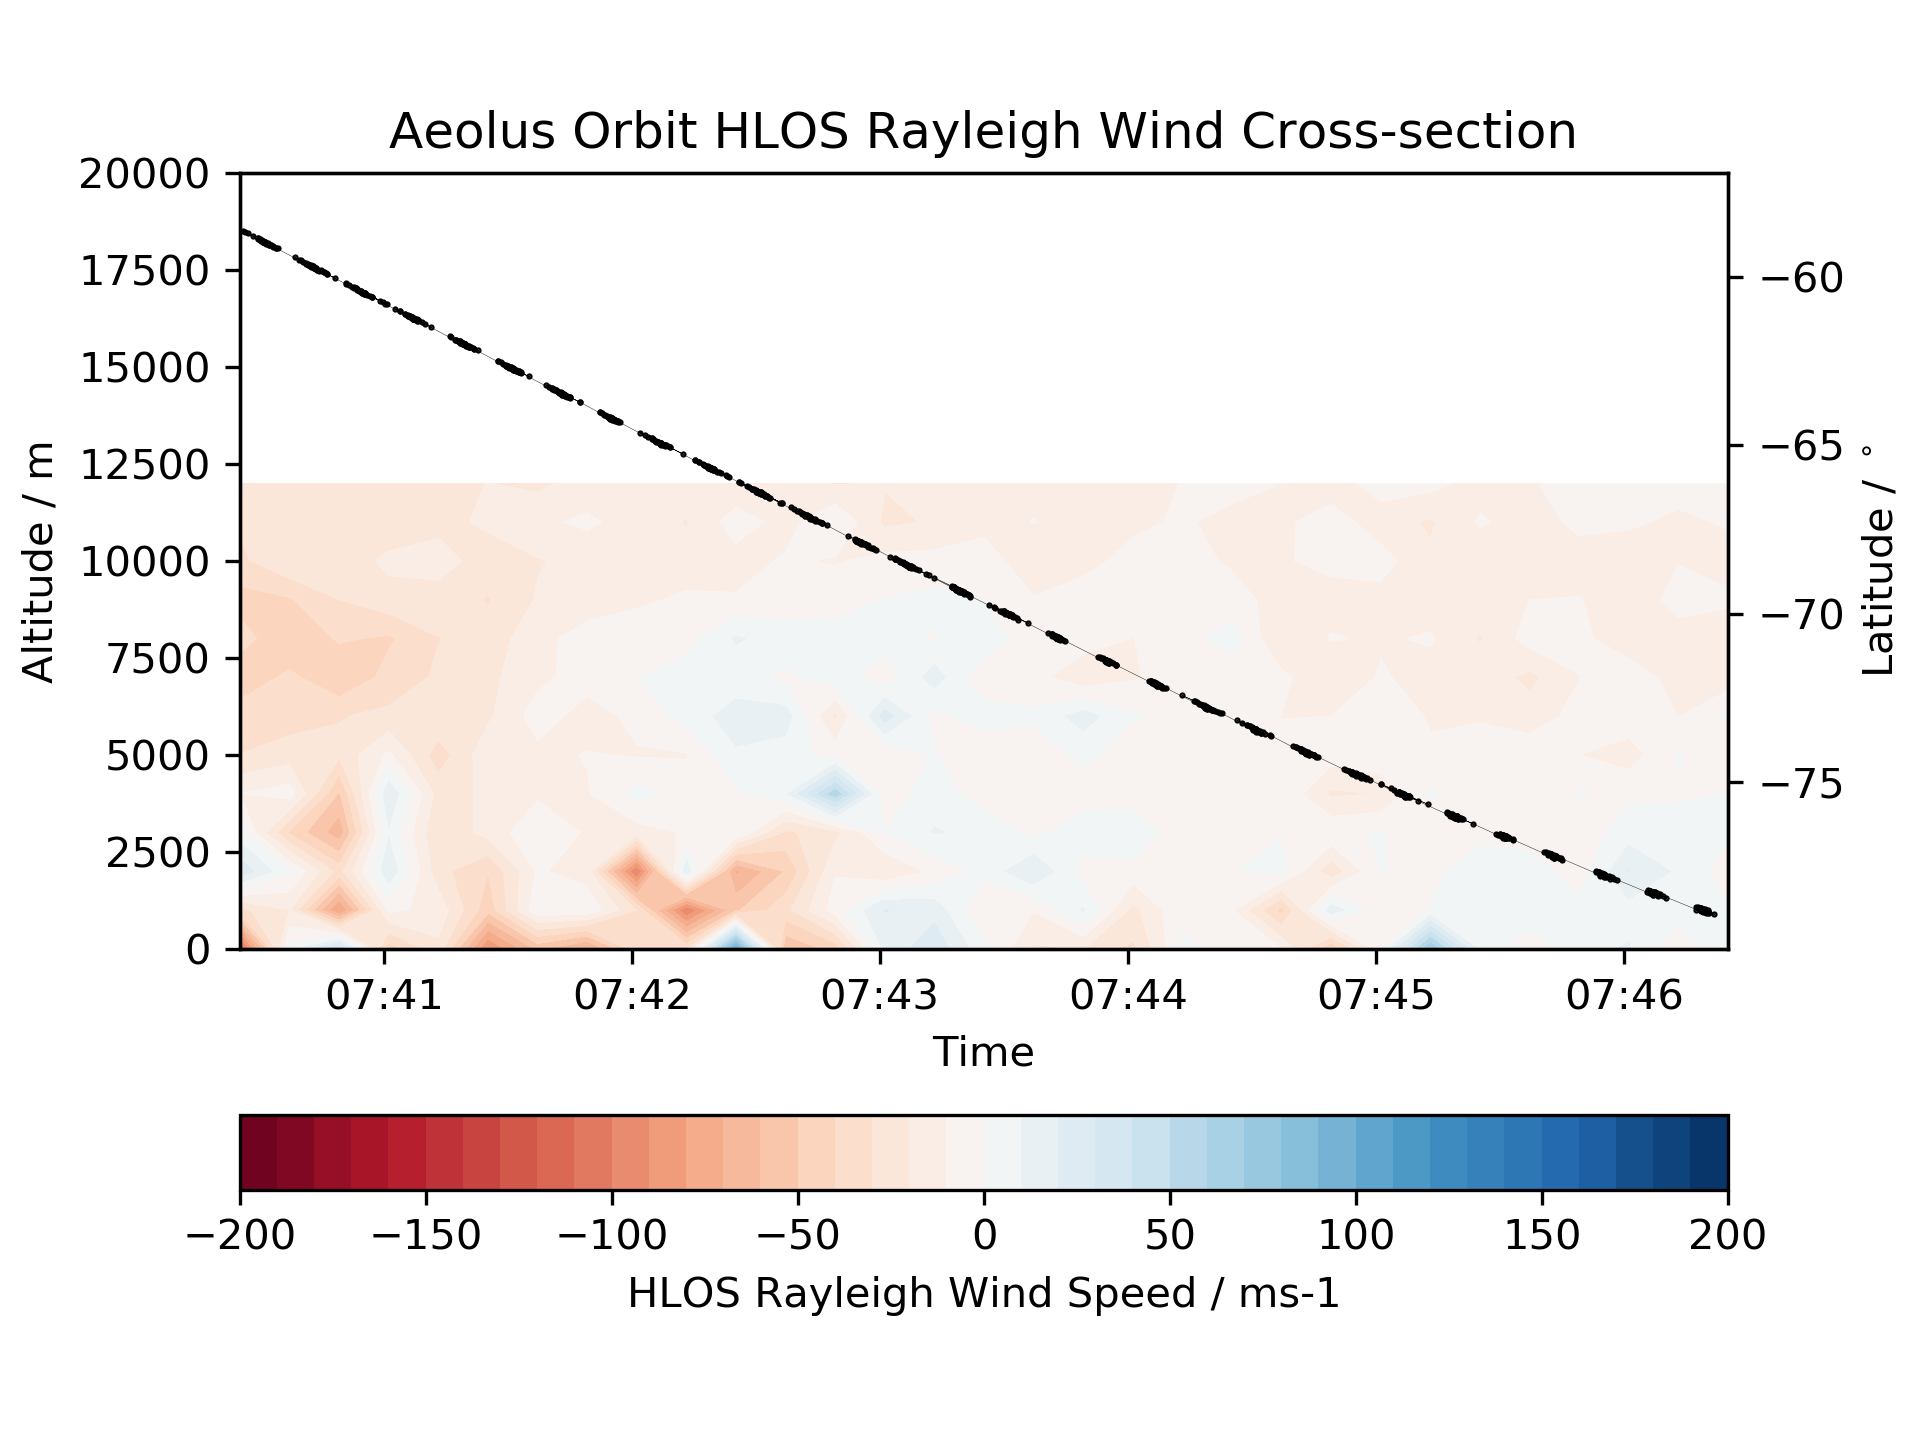 Aeolus Orbit HLOS Rayleigh Wind Cross-section
20000
17500
15000
12500
10000
7500
5000
2500
0
Altitude / m
−60
−65
−70
−75
Latitude / °
07:41 07:42 07:43 07:44 07:45 07:46
Time
−200 −150 −100 −50 0 50 100 150 200
HLOS Rayleigh Wind Speed / ms-1